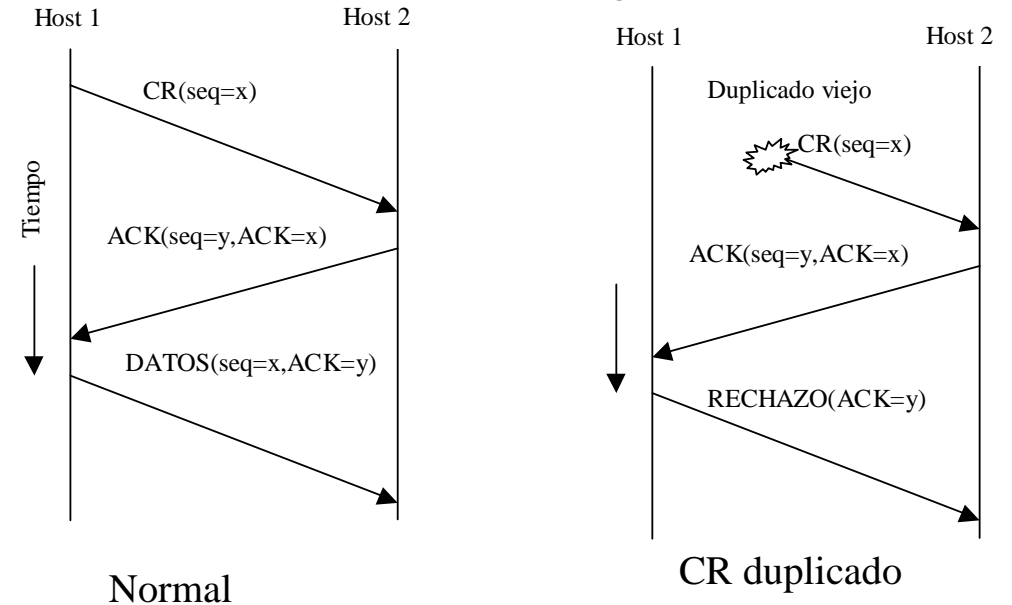 Host 1
Host 2
CR(seq=x)
Tiempo
ACK(seq=y,ACK=x)
DATOS(seq=x,ACK=y)
Normal
Host 1
Host 2
Duplicado viejo
CR(seq=x)
ACK(seq=y,ACK=x)
RECHAZO(ACK=y)
CR duplicado